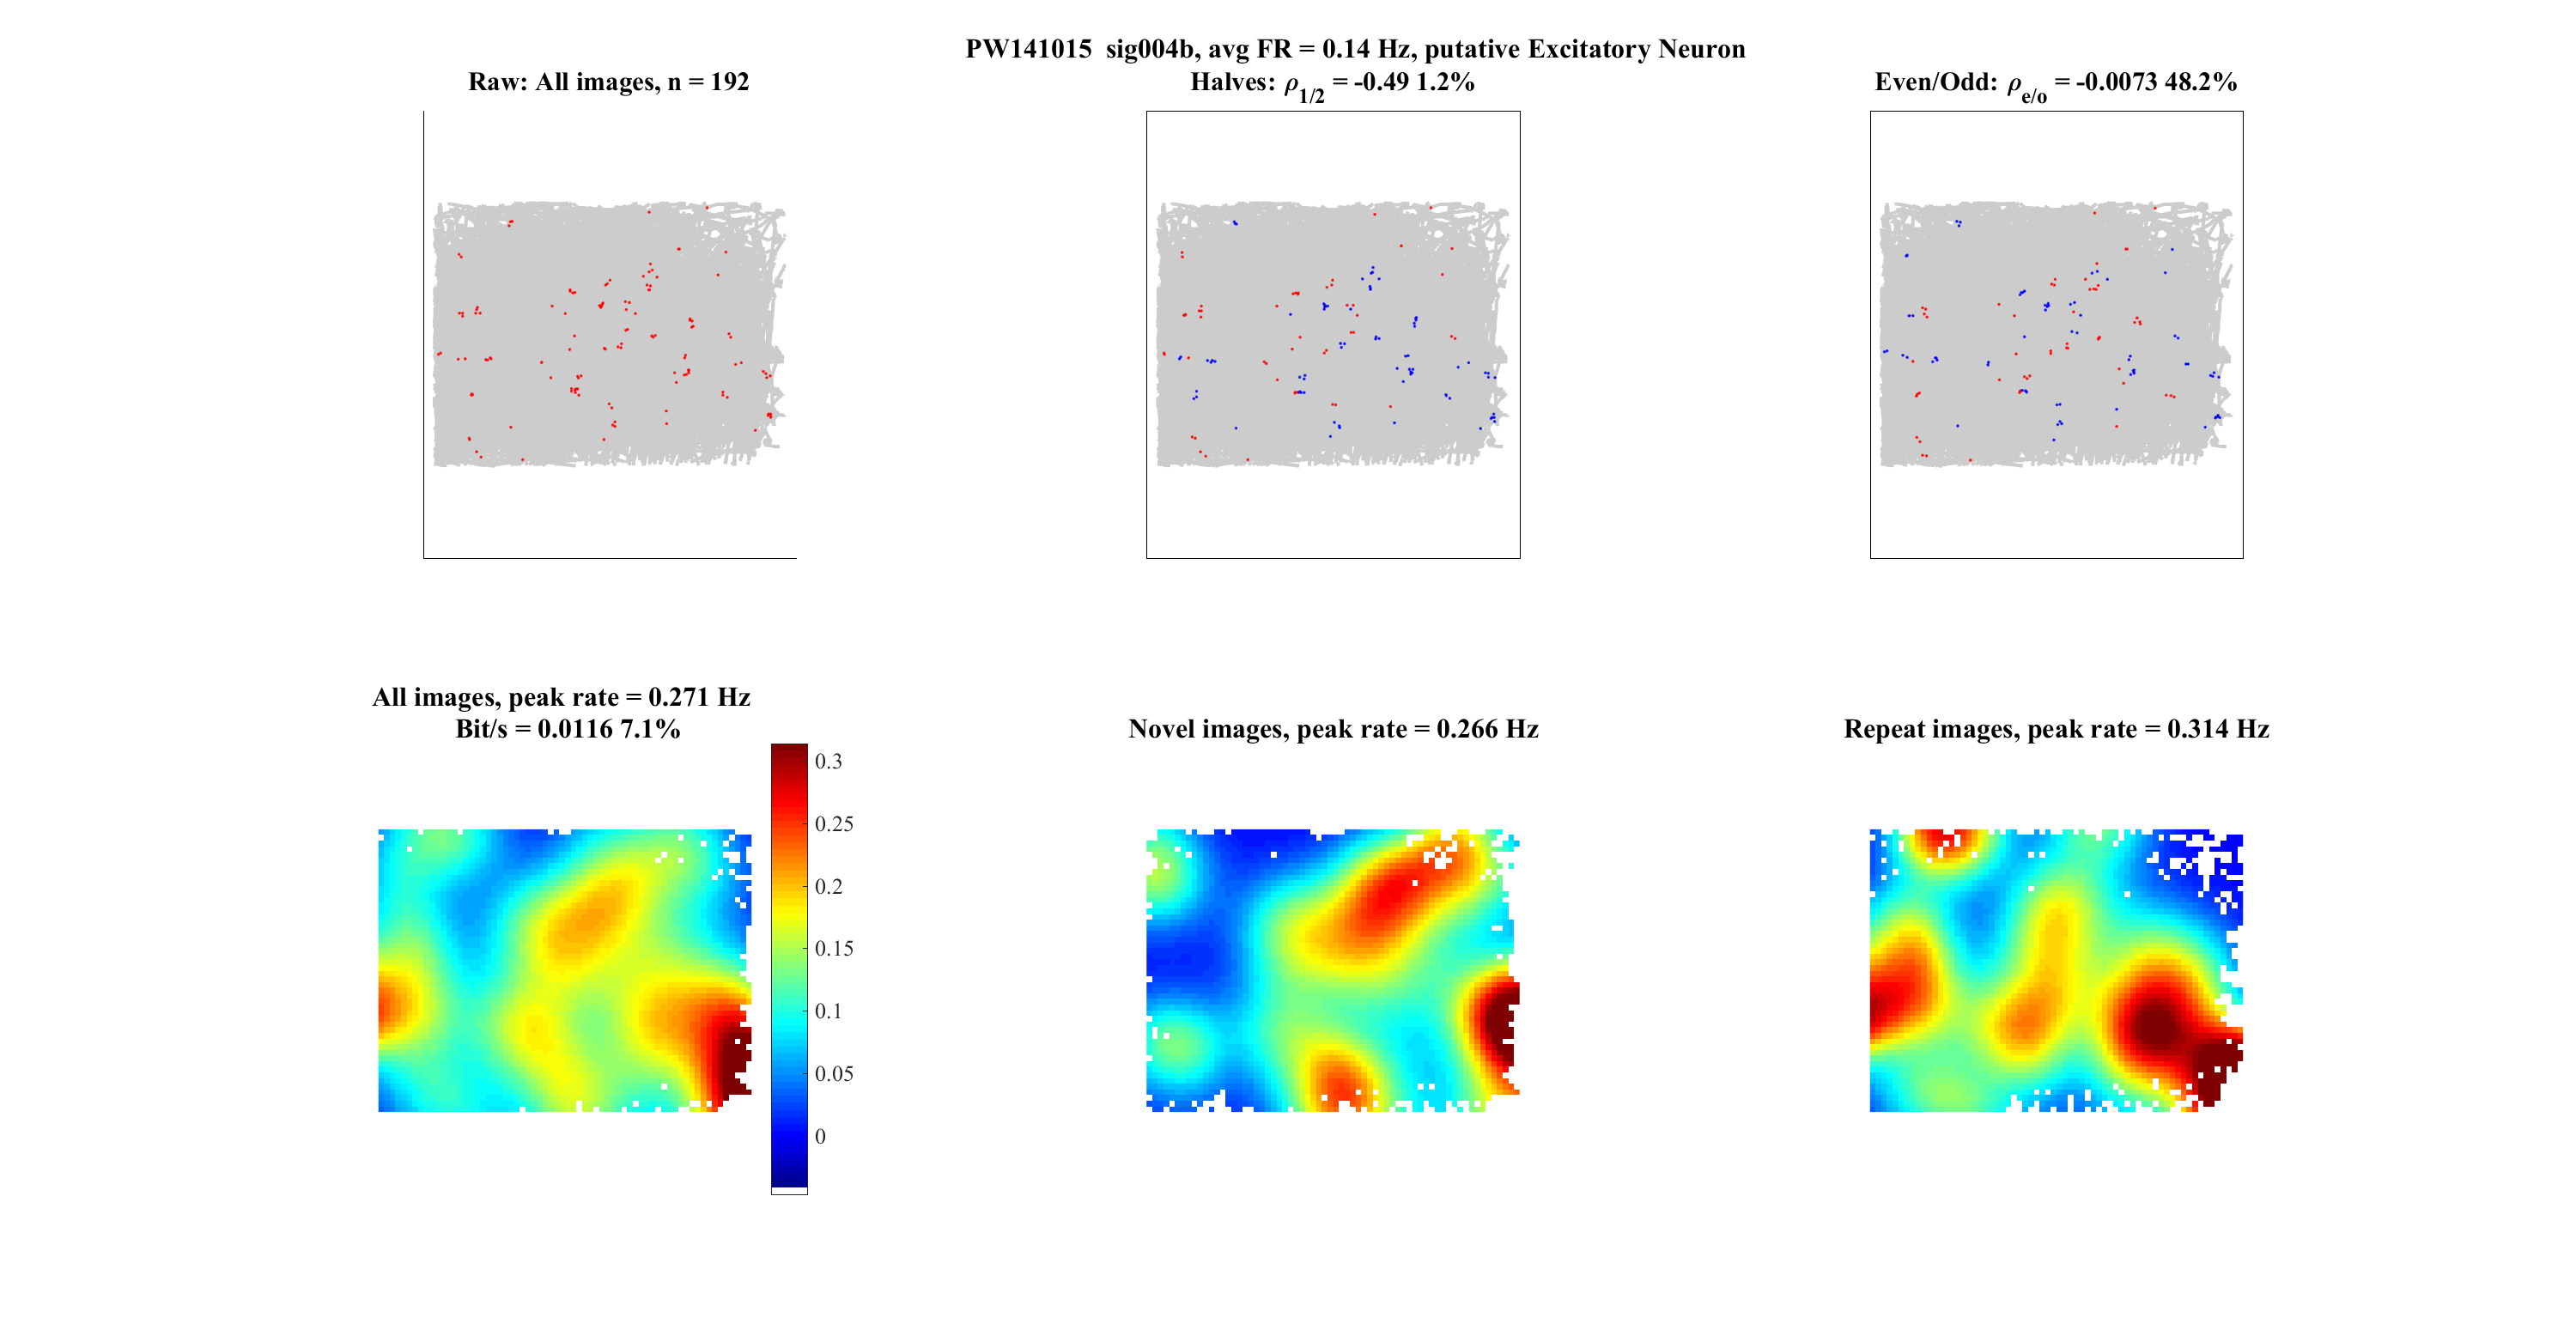 PW141015  sig004b, avg FR = 0.14 Hz, putative Excitatory Neuron
Raw: All images, n = 192
Halves: ρ1/2 = -0.49 1.2%
Even/Odd: ρe/o = -0.0073 48.2%
All images, peak rate = 0.271 Hz
Bit/s = 0.0116 7.1%
Novel images, peak rate = 0.266 Hz
Repeat images, peak rate = 0.314 Hz
0.3
0.25
0.2
0.15
0.1
0.05
0